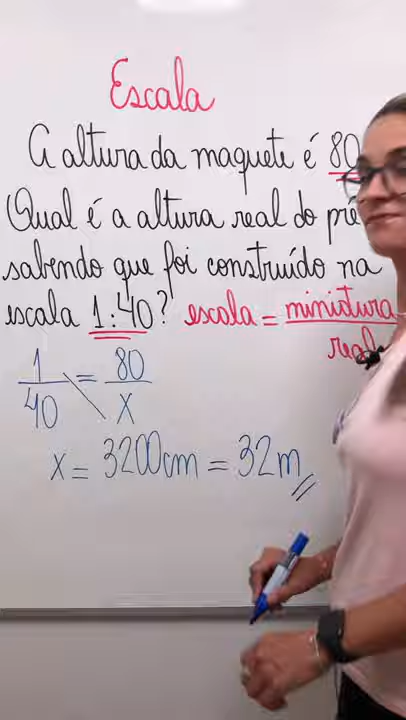 Escala
A altura da maquete é 80
Qual é a altura real do pré
sabendo que foi construído na
escala 1:40? escala = miniatura
real
1/40 = 80/x
x = 3200cm = 32m